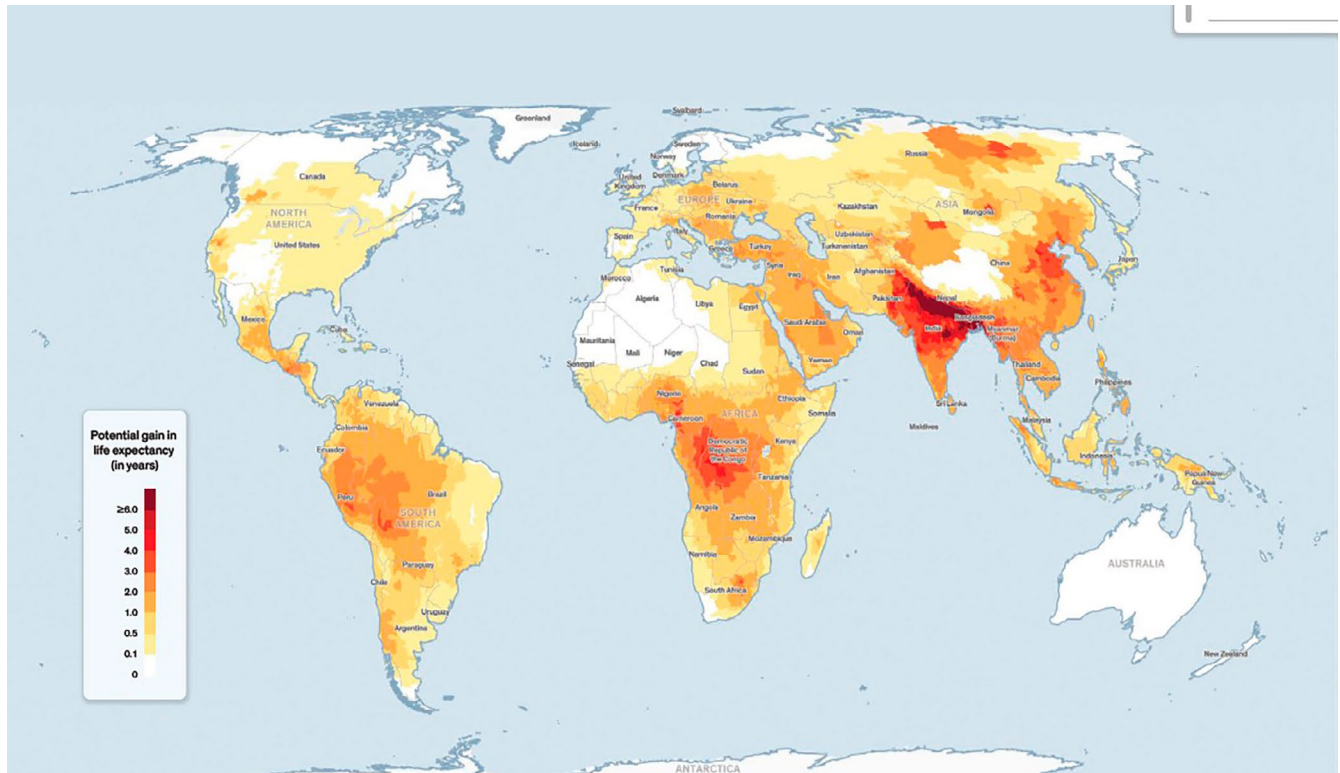 Svalbard
Greenland
Iceland
Sweden
Norway
Russia
Canada
United
Kingdom
Denmark
Belarus
NORTH
AMERICA
EUROPE
Ukraine
ASIA
France
Kazakhstan
Mongolia
Romania
United States
Spain
Italy
Greece
Turkey
Uzbekistan
Turkmenistan
China
Japan
Morocco
Tunisia
Syria
Iraq
Iran
Afghanistan
Algeria
Libya
Egypt
Pakistan
Nepal
Mexico
Cuba
Saudi Arabia
Oman
India
Bangladesh
Myanmar
(Burma)
Mauritania
Mali
Niger
Chad
Sudan
Yemen
Senegal
Thailand
Cambodia
Philippines
Venezuela
Nigeria
Ethiopia
Somalia
Sri Lanka
Colombia
Cameroon
AFRICA
Maldives
Malaysia
Ecuador
Democratic
Republic of
the Congo
Kenya
Indonesia
Papua New
Guinea
Peru
Brazil
Tanzania
SOUTH
AMERICA
Angola
Zambia
Mozambique
Namibia
Paraguay
Chile
South Africa
AUSTRALIA
Uruguay
Argentina
New Zealand
ANTARCTICA
Potential gain in
life expectancy
(in years)
≥6.0
5.0
4.0
3.0
2.0
1.0
0.5
0.1
0